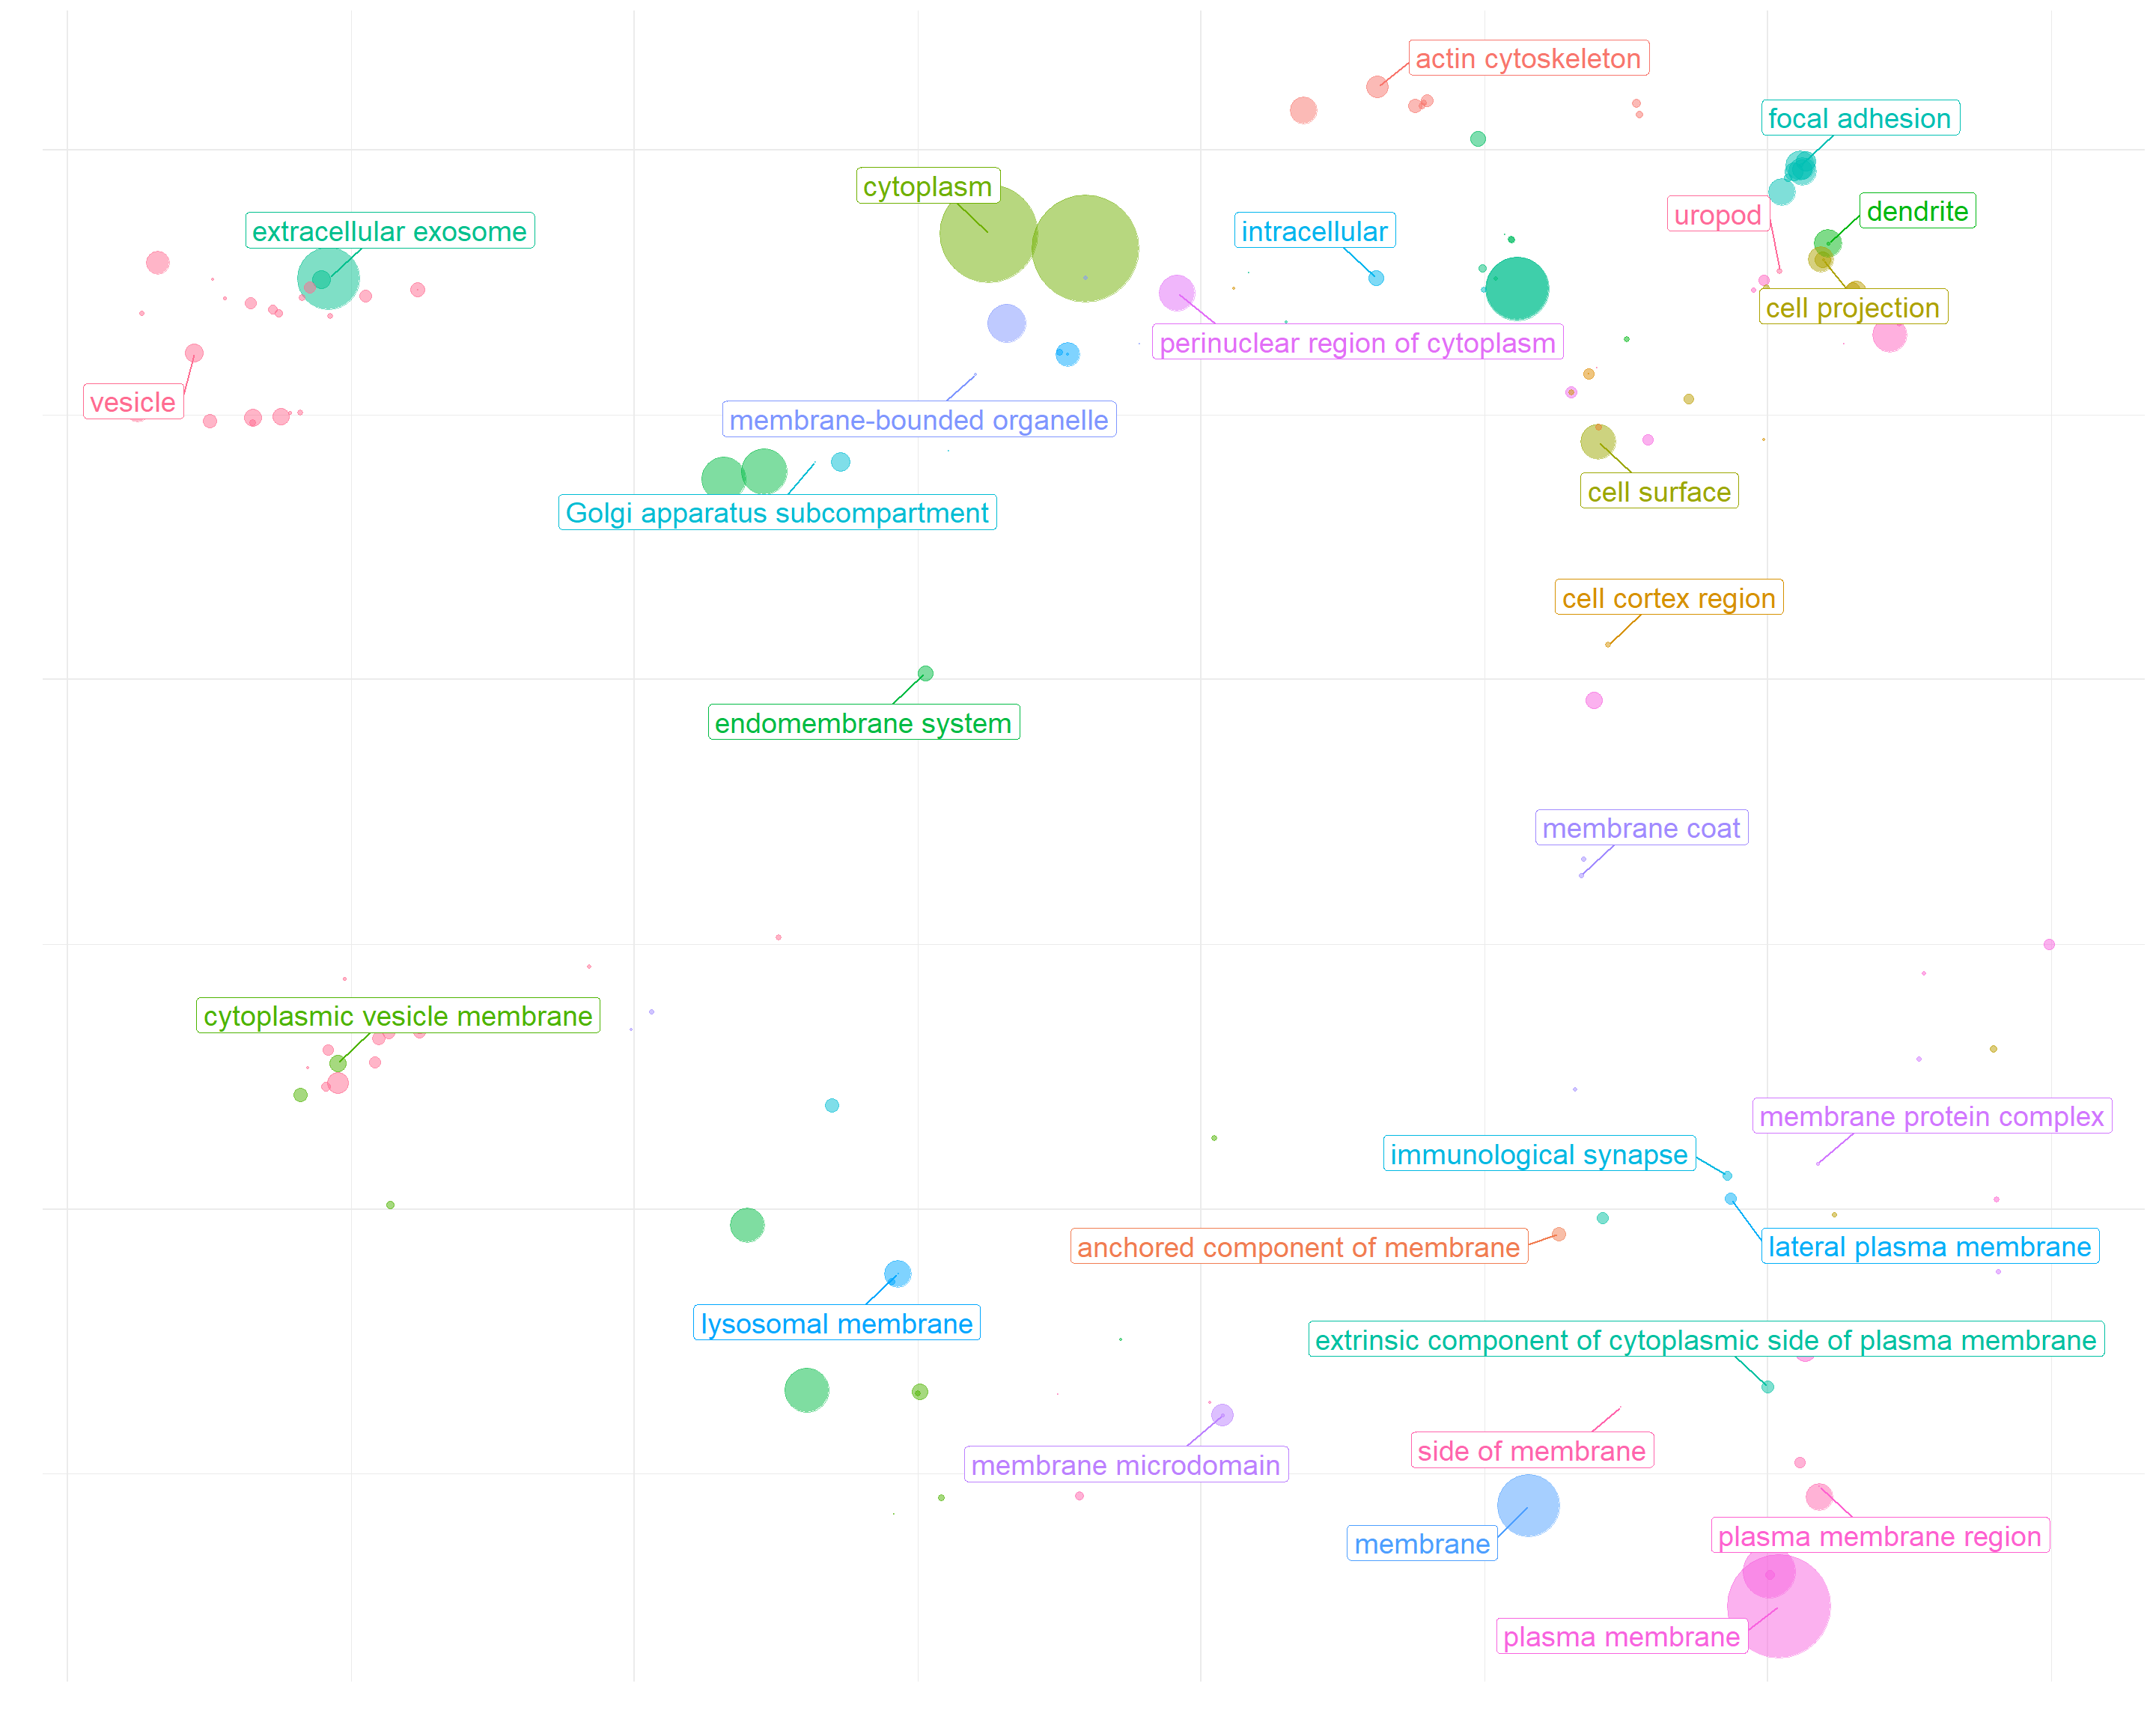 actin cytoskeleton
focal adhesion
cytoplasm
dendrite
uropod
extracellular exosome
intracellular
cell projection
perinuclear region of cytoplasm
vesicle
membrane-bounded organelle
cell surface
Golgi apparatus subcompartment
cell cortex region
endomembrane system
membrane coat
cytoplasmic vesicle membrane
membrane protein complex
immunological synapse
anchored component of membrane
lateral plasma membrane
lysosomal membrane
extrinsic component of cytoplasmic side of plasma membrane
side of membrane
membrane microdomain
plasma membrane region
membrane
plasma membrane